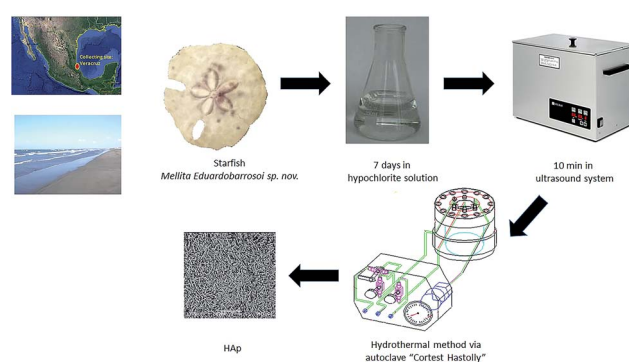 Collecting site
Veracruz
Starfish
Mellita Eduardobarrosoi sp. nov.
7 days in
hypochlorite solution
10 min in
ultrasound system
HAp
Hydrothermal method via
autoclave “Cortest Hastolly”